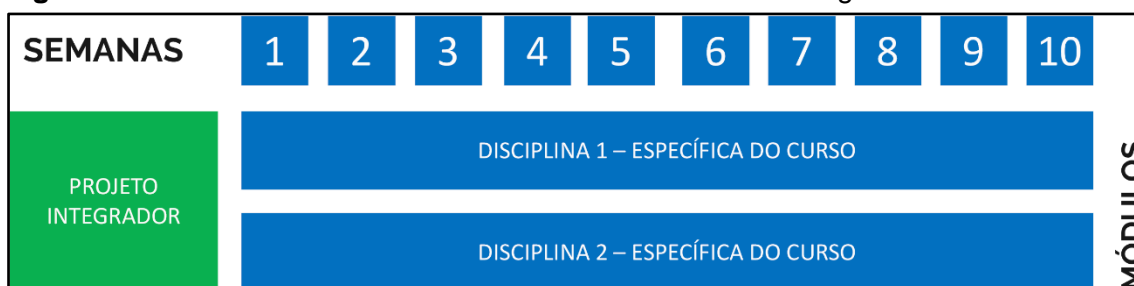 SEMANAS 1 2 3 4 5 6 7 8 9 10
PROJETO
INTEGRADOR
DISCIPLINA 1 – ESPECÍFICA DO CURSO
DISCIPLINA 2 – ESPECÍFICA DO CURSO
MÓDULOS